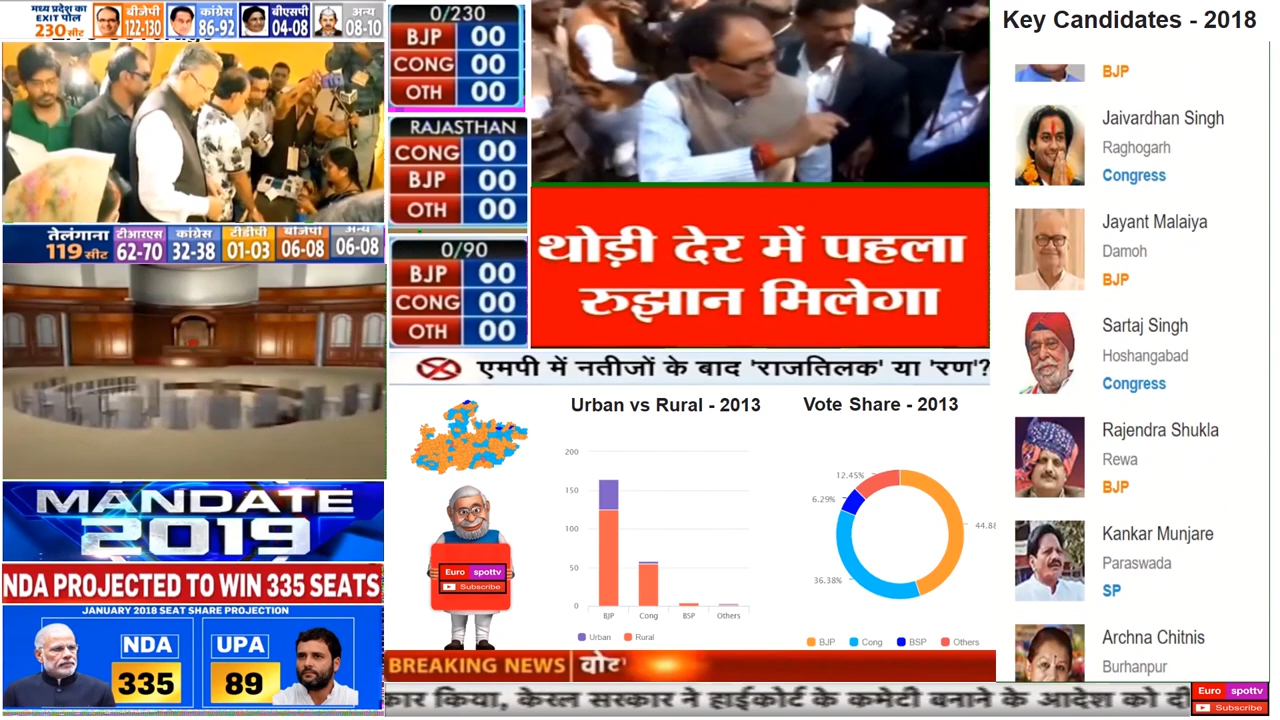 मध्य प्रदेश का
EXIT पोल
230 सीट
बीजेपी
122-130
कांग्रेस
86-92
बीएसपी
04-08
अन्य
08-10
तेलंगाना
119 सीट
टीआरएस
62-70
कांग्रेस
32-38
टीडीपी
01-03
बीजेपी
06-08
अन्य
06-08
MANDATE
2019
NDA PROJECTED TO WIN 335 SEATS
JANUARY 2018 SEAT SHARE PROJECTION
NDA
335
UPA
89
0/230
BJP 00
CONG 00
OTH 00
RAJASTHAN
CONG 00
BJP 00
OTH 00
0/90
BJP 00
CONG 00
OTH 00
थोड़ी देर में पहला
रुझान मिलेगा
एमपी में नतीजों के बाद 'राजतिलक' या 'रण'?
Urban vs Rural - 2013
200
150
100
50
0
BJP Cong BSP Others
Urban Rural
Vote Share - 2013
12.45%
6.29%
44.88
36.38%
BJP Cong BSP Others
Euro spottv
Subscribe
BREAKING NEWS वोट
कार किया, केरल सरकार ने हाईकोर्ट के कमेटी बनाने के आदेश को दी
Key Candidates - 2018
BJP
Jaivardhan Singh
Raghogarh
Congress
Jayant Malaiya
Damoh
BJP
Sartaj Singh
Hoshangabad
Congress
Rajendra Shukla
Rewa
BJP
Kankar Munjare
Paraswada
SP
Archna Chitnis
Burhanpur
Euro spottv
Subscribe